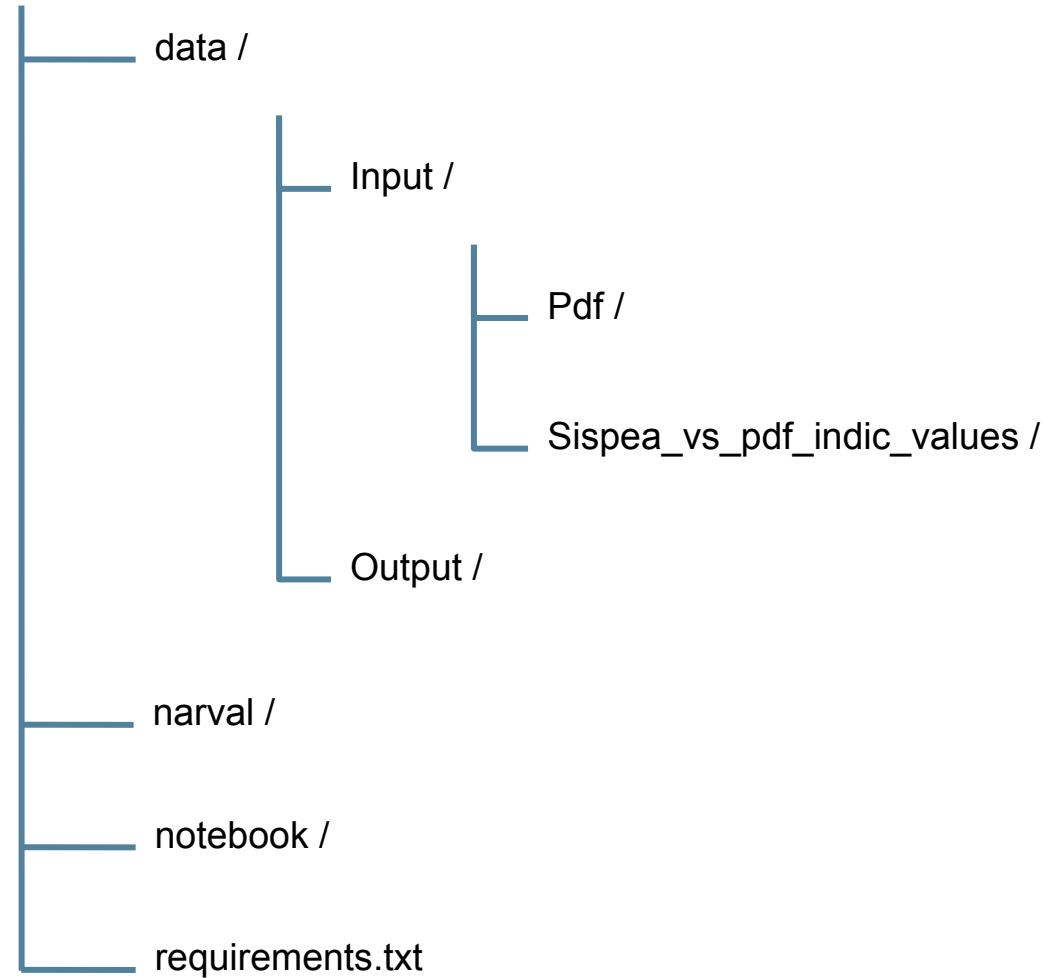 data /
Input /
Pdf /
Sispea_vs_pdf_indic_values /
Output /
narval /
notebook /
requirements.txt